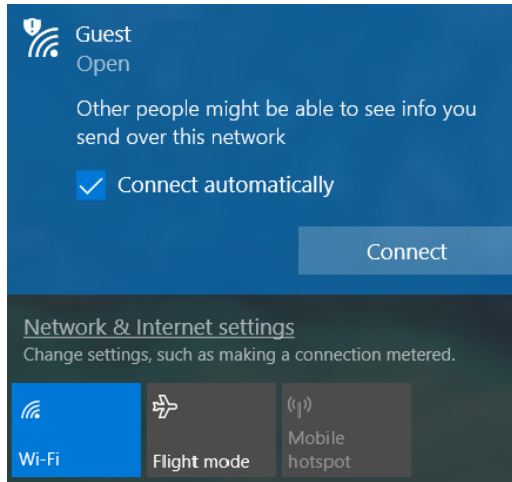 Guest
Open
Other people might be able to see info you
send over this network
Connect automatically
Connect
Network & Internet settings
Change settings, such as making a connection metered.
Wi-Fi
Flight mode
Mobile
hotspot